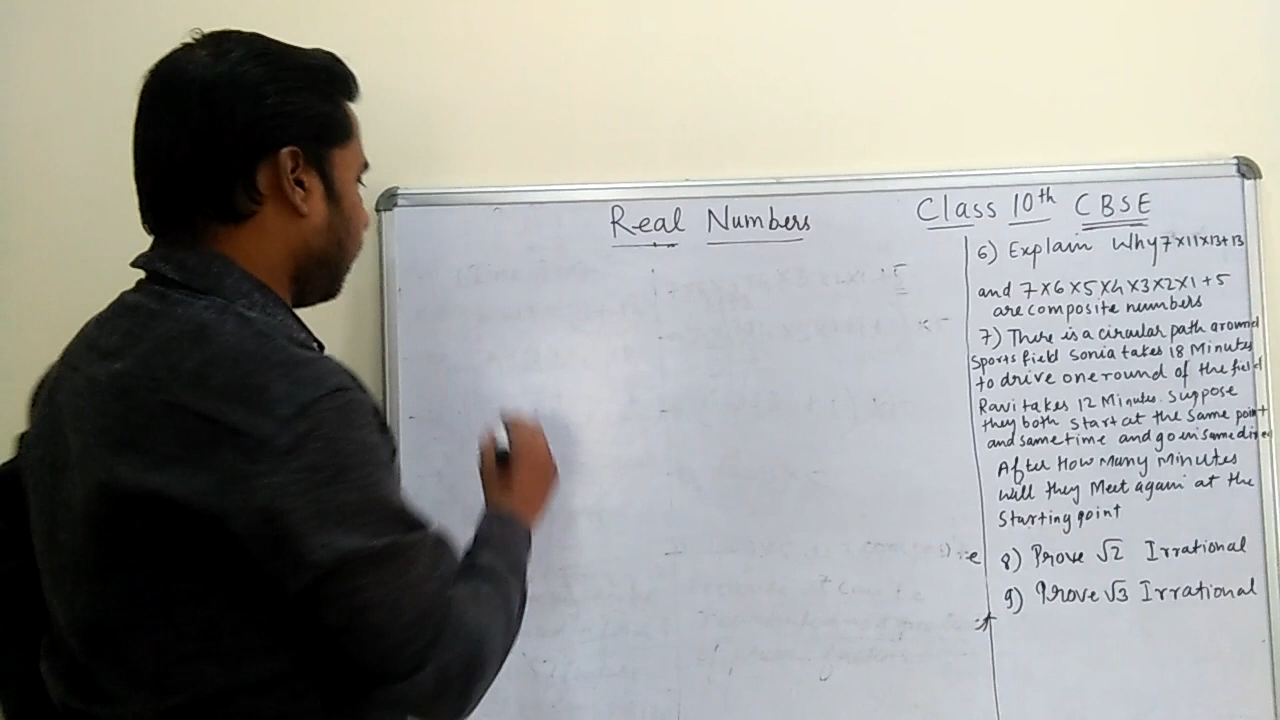 Real Numbers
Class 10th CBSE
6) Explain Why 7×11×13+13
and 7×6×5×4×3×2×1+5
are composite numbers
7) There is a circular path around
sports field Sonia takes 18 Minutes
to drive one round of the field
Ravi takes 12 Minutes. Suppose
they both start at the same point
and same time and go in same direc
After How Many Minutes
will they Meet again at the
Starting point
8) Prove √2 Irrational
9) Prove √3 Irrational